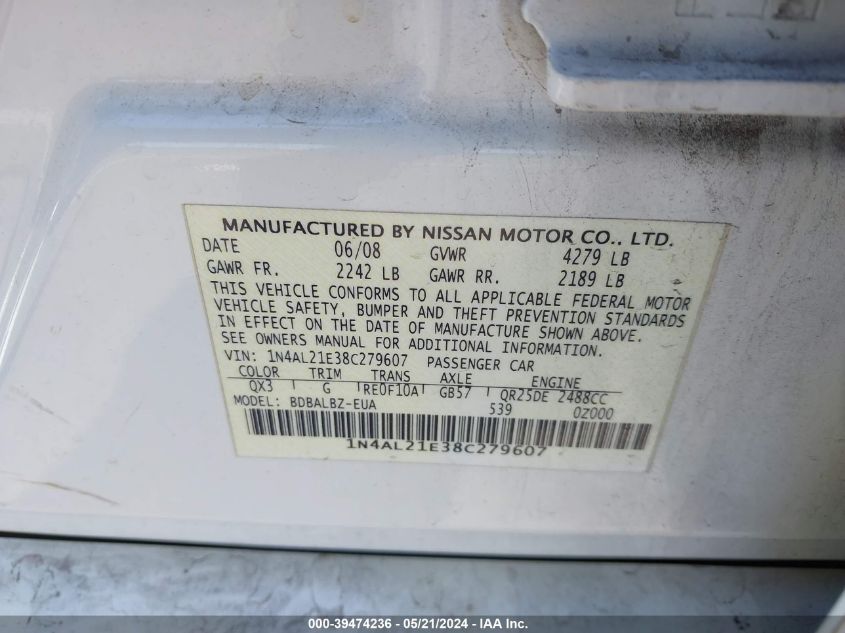 MANUFACTURED BY NISSAN MOTOR CO., LTD.
DATE 06/08 GVWR 4279 LB
GAWR FR. 2242 LB GAWR RR. 2189 LB
THIS VEHICLE CONFORMS TO ALL APPLICABLE FEDERAL MOTOR
VEHICLE SAFETY, BUMPER AND THEFT PREVENTION STANDARDS
IN EFFECT ON THE DATE OF MANUFACTURE SHOWN ABOVE.
SEE OWNERS MANUAL FOR ADDITIONAL INFORMATION.
VIN: 1N4AL21E38C279607 PASSENGER CAR
COLOR TRIM TRANS AXLE ENGINE
QX3 G RE0F10A GB57 QR25DE 2488CC
MODEL: BDBALBZ-EUA 539 0Z000
1N4AL21E38C279607
000-39474236 - 05/21/2024 - IAA Inc.